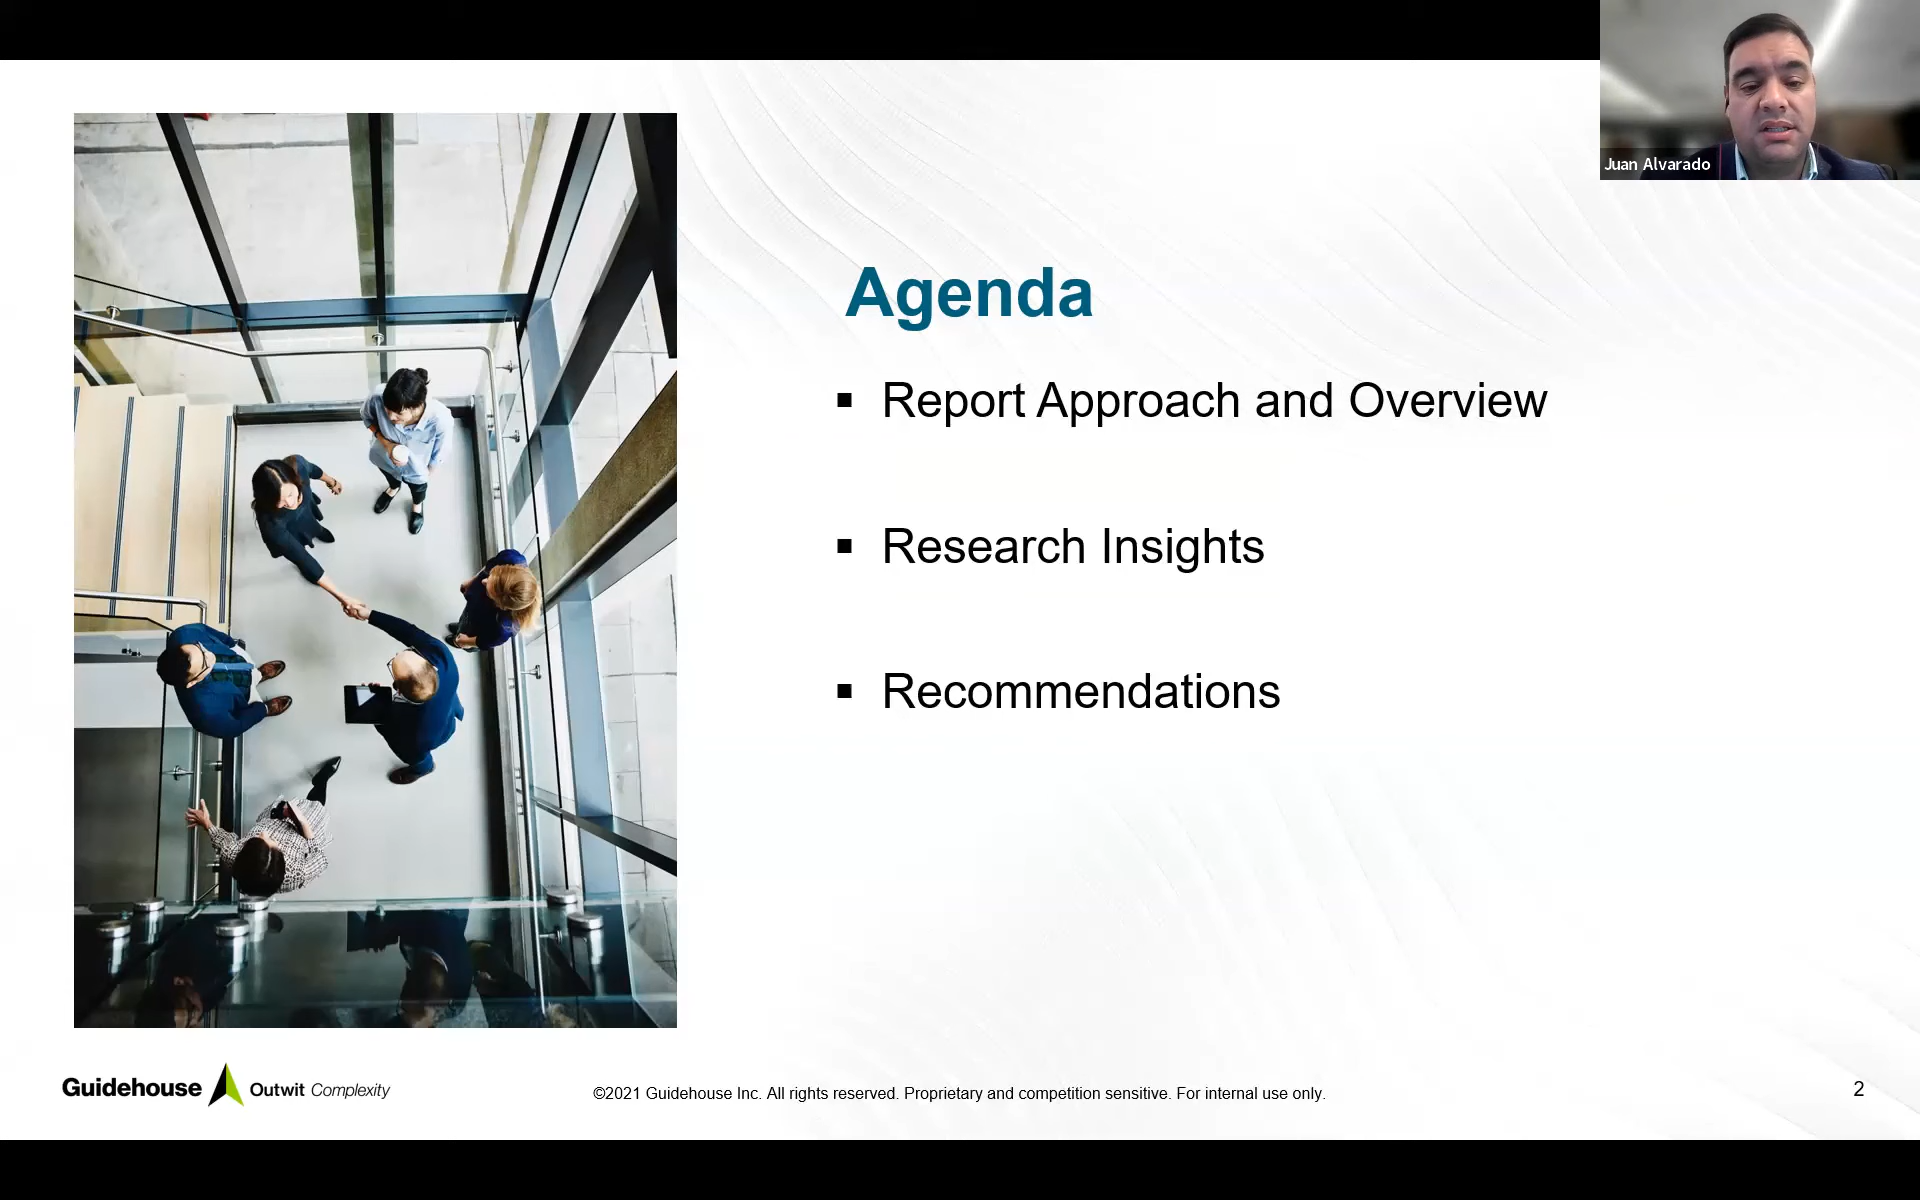 Juan Alvarado
Agenda
▪ Report Approach and Overview
▪ Research Insights
▪ Recommendations
Guidehouse Outwit Complexity
©2021 Guidehouse Inc. All rights reserved. Proprietary and competition sensitive. For internal use only.
2